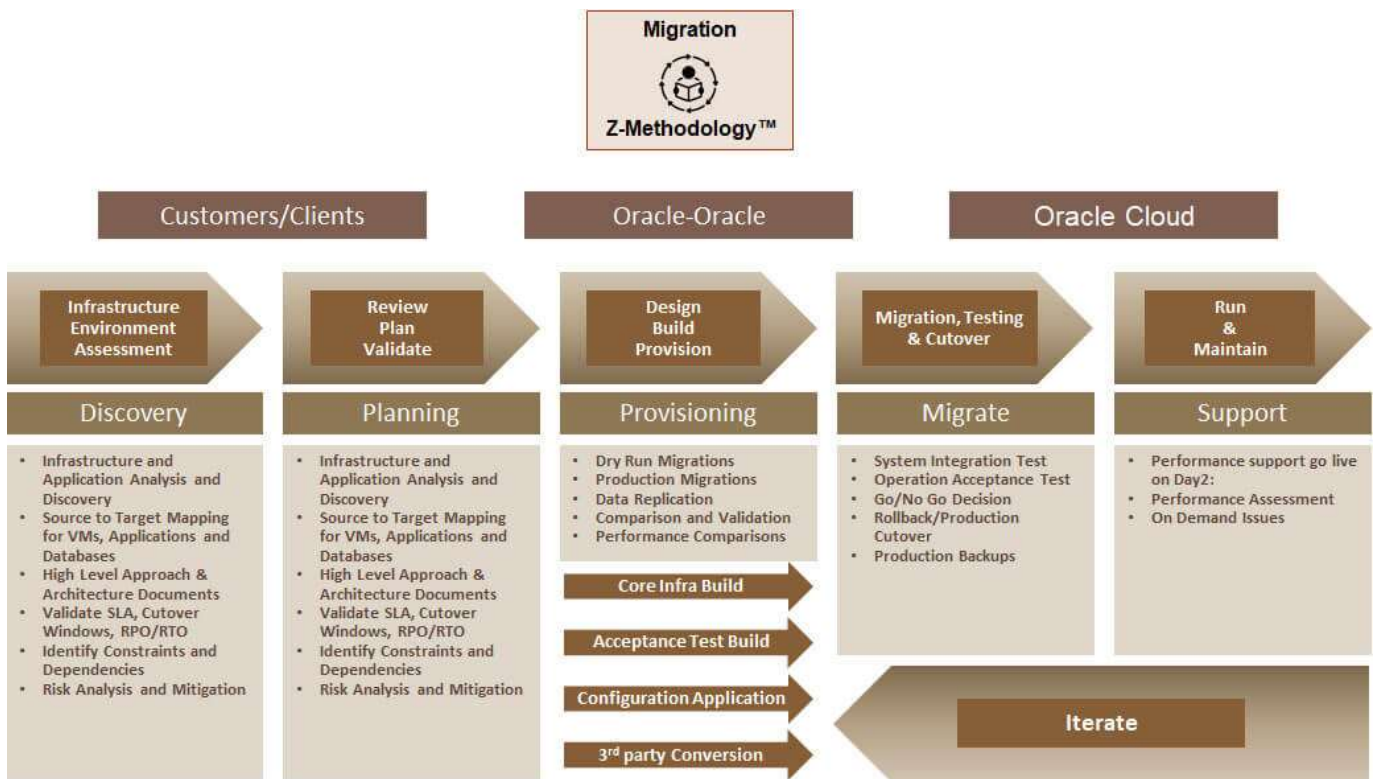 Migration
Z-Methodology™
Customers/Clients
Oracle-Oracle
Oracle Cloud
Infrastructure
Environment
Assessment
Review
Plan
Validate
Design
Build
Provision
Migration, Testing
& Cutover
Run
&
Maintain
Discovery
Planning
Provisioning
Migrate
Support
• Infrastructure and
Application Analysis and
Discovery
• Source to Target Mapping
for VMs, Applications and
Databases
• High Level Approach &
Architecture Documents
• Validate SLA, Cutover
Windows, RPO/RTO
• Identify Constraints and
Dependencies
• Risk Analysis and Mitigation
• Infrastructure and
Application Analysis and
Discovery
• Source to Target Mapping
for VMs, Applications and
Databases
• High Level Approach &
Architecture Documents
• Validate SLA, Cutover
Windows, RPO/RTO
• Identify Constraints and
Dependencies
• Risk Analysis and Mitigation
• Dry Run Migrations
• Production Migrations
• Data Replication
• Comparison and Validation
• Performance Comparisons
Core Infra Build
Acceptance Test Build
Configuration Application
3rd party Conversion
• System Integration Test
• Operation Acceptance Test
• Go/No Go Decision
• Rollback/Production
Cutover
• Production Backups
• Performance support go live
on Day2:
• Performance Assessment
• On Demand Issues
Iterate